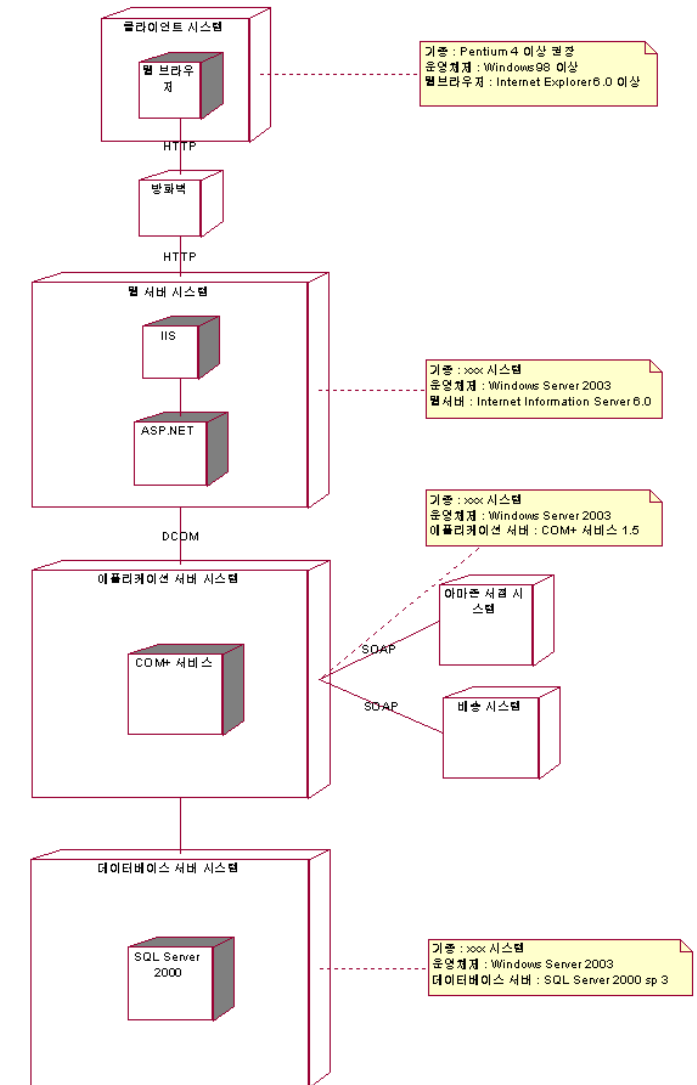 클라이언트 시스템
웹 브라우
저
기종 : Pentium 4 이상 권장
운영체제 : Windows98 이상
웹브라우저 : Internet Explorer6.0 이상
HTTP
방화벽
HTTP
웹 서버 시스템
IIS
ASP.NET
기종 : xxx 시스템
운영체제 : Windows Server 2003
웹서버 : Internet Information Server 6.0
DCOM
기종 : xxx 시스템
운영체제 : Windows Server 2003
애플리케이션 서버 : COM+ 서비스 1.5
애플리케이션 서버 시스템
COM+ 서비스
아마존 서점 시
스템
SOAP
SOAP
배송 시스템
데이터베이스 서버 시스템
SQL Server
2000
기종 : xxx 시스템
운영체제 : Windows Server 2003
데이터베이스 서버 : SQL Server 2000 sp 3